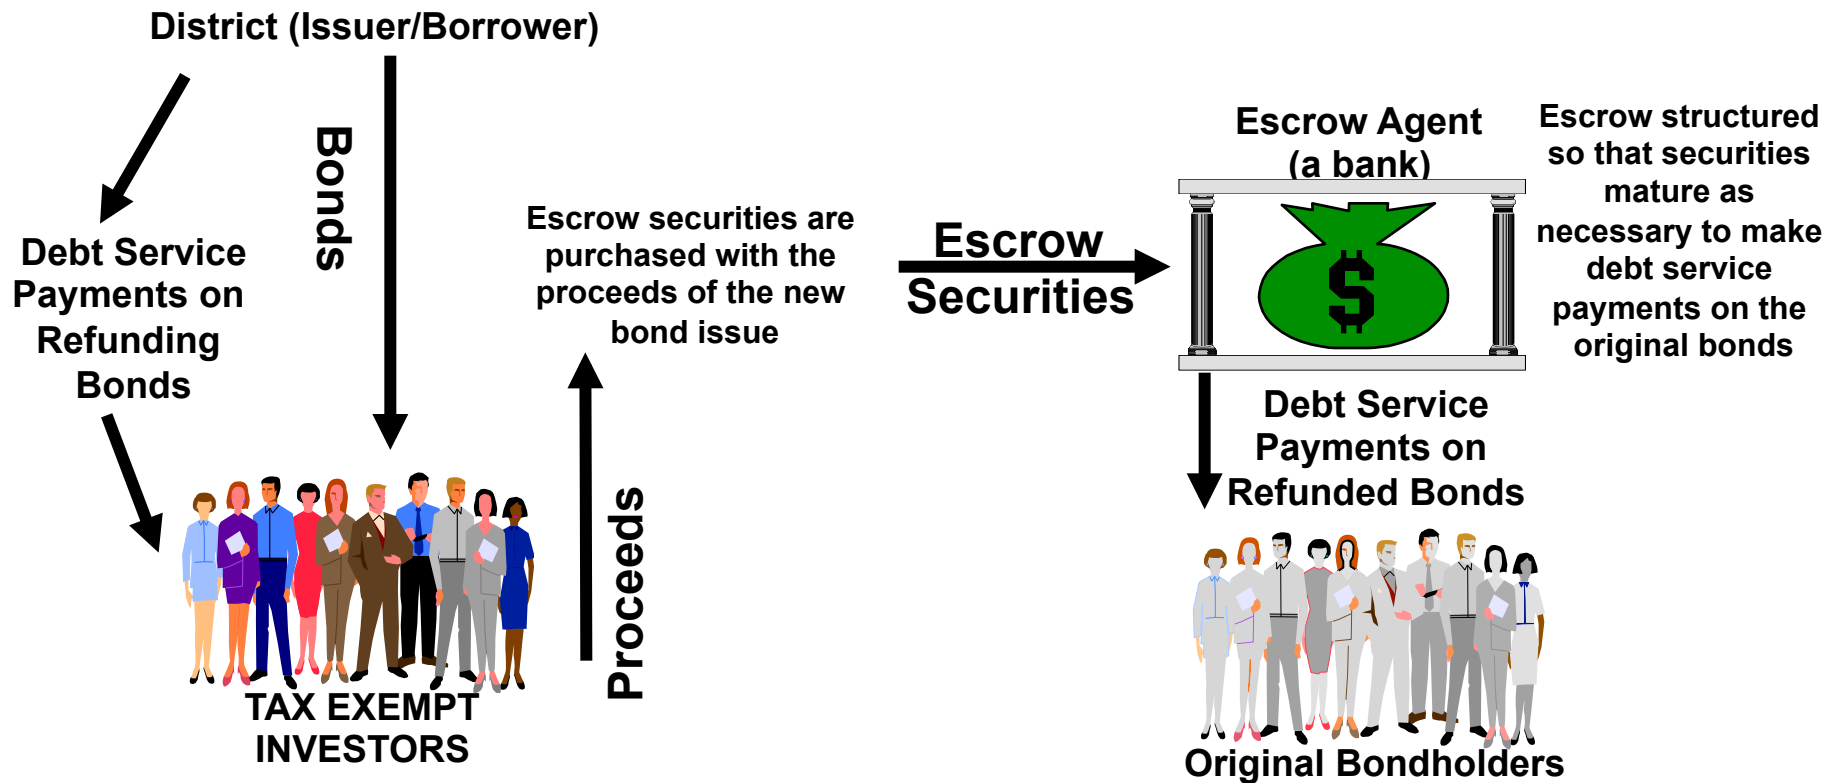 District (Issuer/Borrower)
Bonds
Debt Service
Payments on
Refunding
Bonds
TAX EXEMPT
INVESTORS
Proceeds
Escrow securities are
purchased with the
proceeds of the new
bond issue
Escrow
Securities
Escrow Agent
(a bank)
$
Escrow structured
so that securities
mature as
necessary to make
debt service
payments on the
original bonds
Debt Service
Payments on
Refunded Bonds
Original Bondholders